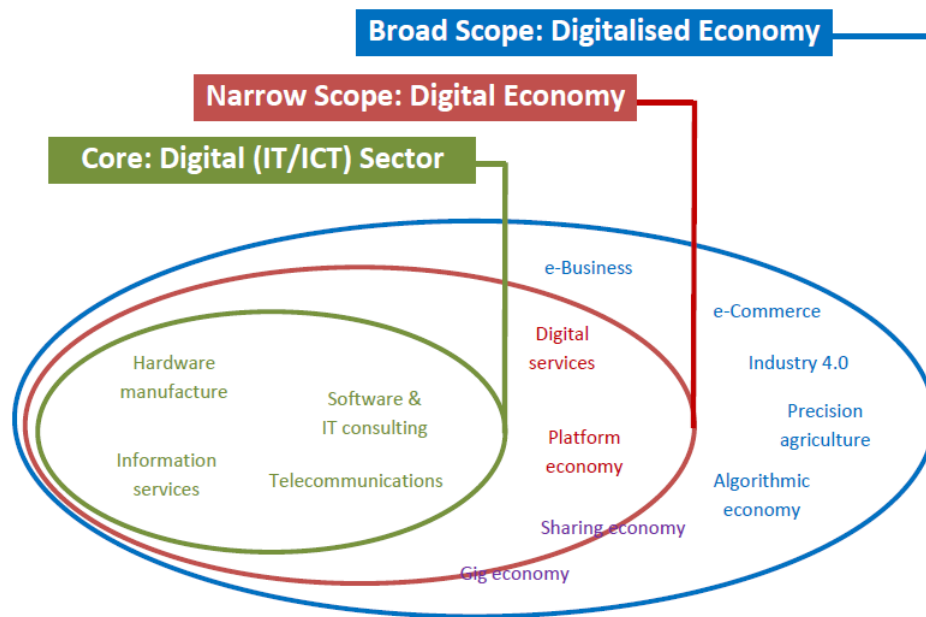 Broad Scope: Digitalised Economy
Narrow Scope: Digital Economy
Core: Digital (IT/ICT) Sector
e-Business
e-Commerce
Digital
services
Hardware
manufacture
Industry 4.0
Software &
IT consulting
Precision
agriculture
Platform
economy
Information
services
Telecommunications
Algorithmic
economy
Sharing economy
Gig economy